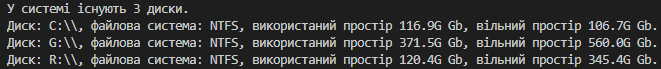 У системі існують 3 диски.
Диск: C:\\, файлова система: NTFS, використаний простір 116.9G Gb, вільний простір 106.7G Gb.
Диск: G:\\, файлова система: NTFS, використаний простір 371.5G Gb, вільний простір 560.0G Gb.
Диск: R:\\, файлова система: NTFS, використаний простір 120.4G Gb, вільний простір 345.4G Gb.